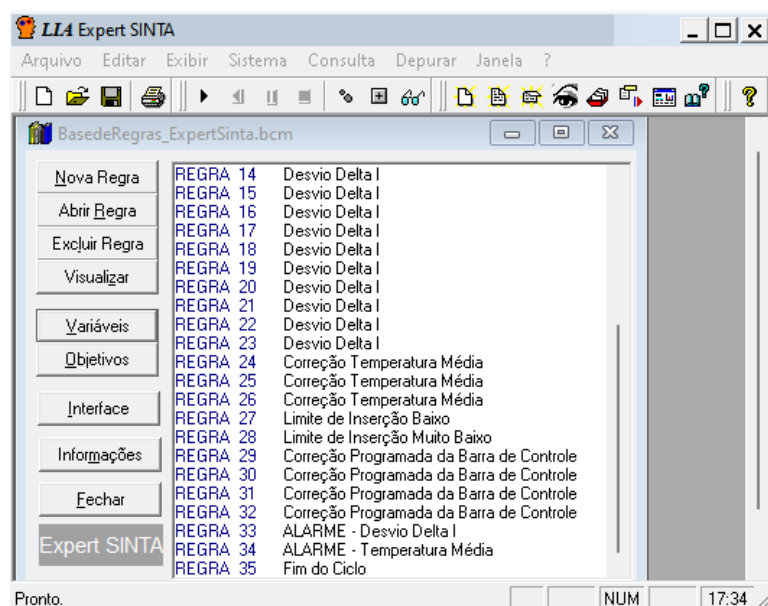 LIA Expert SINTA
Arquivo Editar Exibir Sistema Consulta Depurar Janela ?
BasedeRegras_ExpertSinta.bcm
Nova Regra
Abrir Regra
Excluir Regra
Visualizar
Variáveis
Objetivos
Interface
Informações
Fechar
Expert SINTA
REGRA 14 Desvio Delta I
REGRA 15 Desvio Delta I
REGRA 16 Desvio Delta I
REGRA 17 Desvio Delta I
REGRA 18 Desvio Delta I
REGRA 19 Desvio Delta I
REGRA 20 Desvio Delta I
REGRA 21 Desvio Delta I
REGRA 22 Desvio Delta I
REGRA 23 Desvio Delta I
REGRA 24 Correção Temperatura Média
REGRA 25 Correção Temperatura Média
REGRA 26 Correção Temperatura Média
REGRA 27 Limite de Inserção Baixo
REGRA 28 Limite de Inserção Muito Baixo
REGRA 29 Correção Programada da Barra de Controle
REGRA 30 Correção Programada da Barra de Controle
REGRA 31 Correção Programada da Barra de Controle
REGRA 32 Correção Programada da Barra de Controle
REGRA 33 ALARME - Desvio Delta I
REGRA 34 ALARME - Temperatura Média
REGRA 35 Fim do Ciclo
Pronto. NUM 17:34